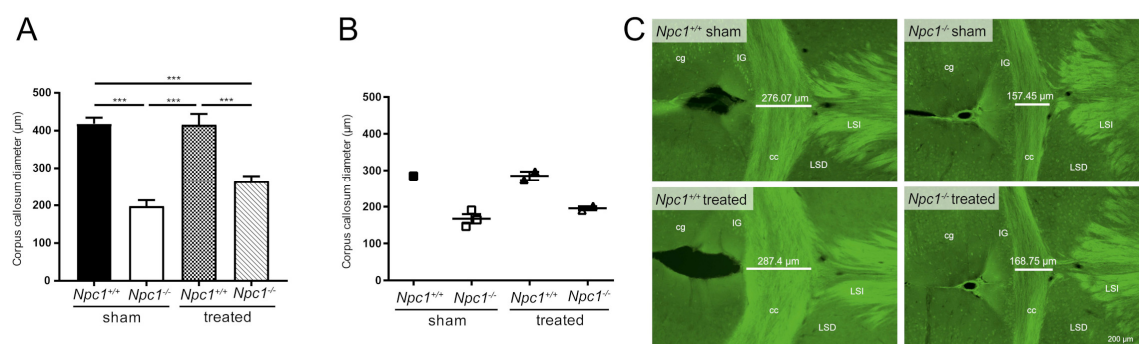 A
***
*** *** ***
Corpus callosum diameter (µm)
500
400
300
200
100
0
Npc1+/+ Npc1-/- Npc1+/+ Npc1-/-
sham treated
B
Corpus callosum diameter (µm)
500
400
300
200
100
0
Npc1+/+ Npc1-/- Npc1+/+ Npc1-/-
sham treated
C
Npc1+/+ sham
cg
IG
276.07 µm
LSI
cc
LSD
Npc1-/- sham
cg
IG
157.45 µm
LSI
cc
LSD
Npc1+/+ treated
cg
IG
287.4 µm
LSI
cc
LSD
Npc1-/- treated
cg
IG
168.75 µm
LSI
cc
LSD
200 µm